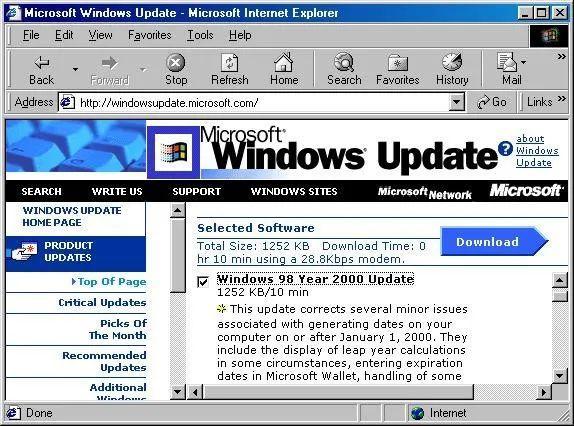 Microsoft Windows Update - Microsoft Internet Explorer
File Edit View Favorites Tools Help
Back Forward Stop Refresh Home Search Favorites History Mail »
Address http://windowsupdate.microsoft.com/ Go Links »
Microsoft®
Windows Update
? about
Windows
Update
SEARCH WRITE US SUPPORT WINDOWS SITES Microsoft Network Microsoft®
WINDOWS UPDATE
HOME PAGE
PRODUCT
UPDATES
Top Of Page
Critical Updates
Picks Of
The Month
Recommended
Updates
Additional
Windows
Selected Software
Total Size: 1252 KB Download Time: 0
hr 10 min using a 28.8Kbps modem.
Download
Windows 98 Year 2000 Update
1252 KB/10 min
This update corrects several minor issues
associated with generating dates on your
computer on or after January 1, 2000. They
include the display of leap year calculations
in some circumstances, entering expiration
dates in Microsoft Wallet, handling of some
Done Internet